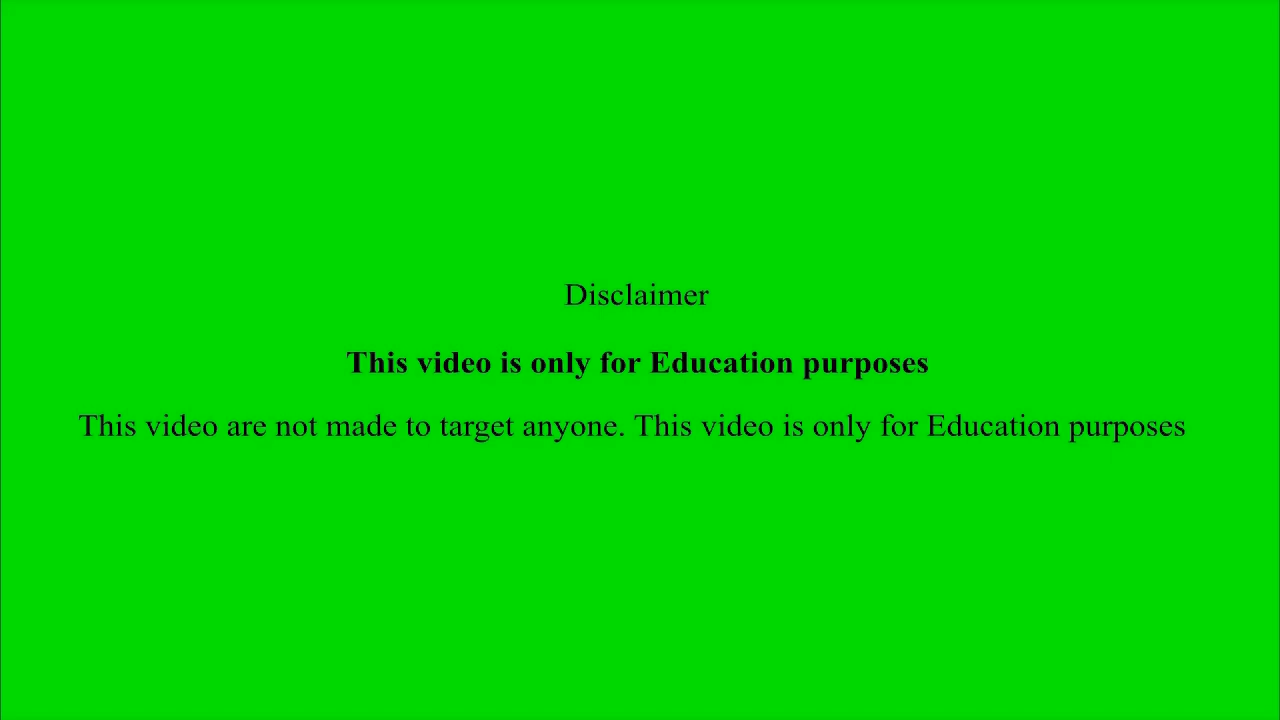 Disclaimer
This video is only for Education purposes
This video are not made to target anyone. This video is only for Education purposes